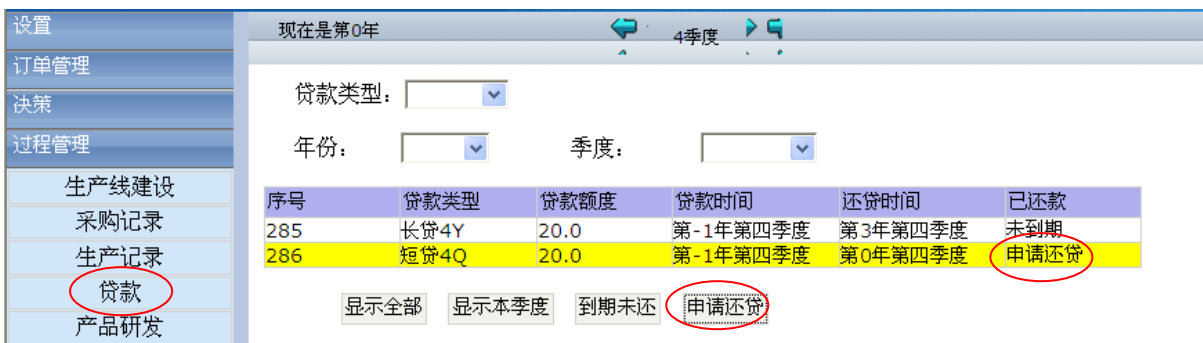 设置
订单管理
决策
过程管理
生产线建设
采购记录
生产记录
贷款
产品研发
现在是第0年 4季度
贷款类型：
年份： 季度：
序号 贷款类型 贷款额度 贷款时间 还贷时间 已还款
285 长贷4Y 20.0 第-1年第四季度 第3年第四季度 未到期
286 短贷4Q 20.0 第-1年第四季度 第0年第四季度 申请还贷
显示全部 显示本季度 到期未还 申请还贷